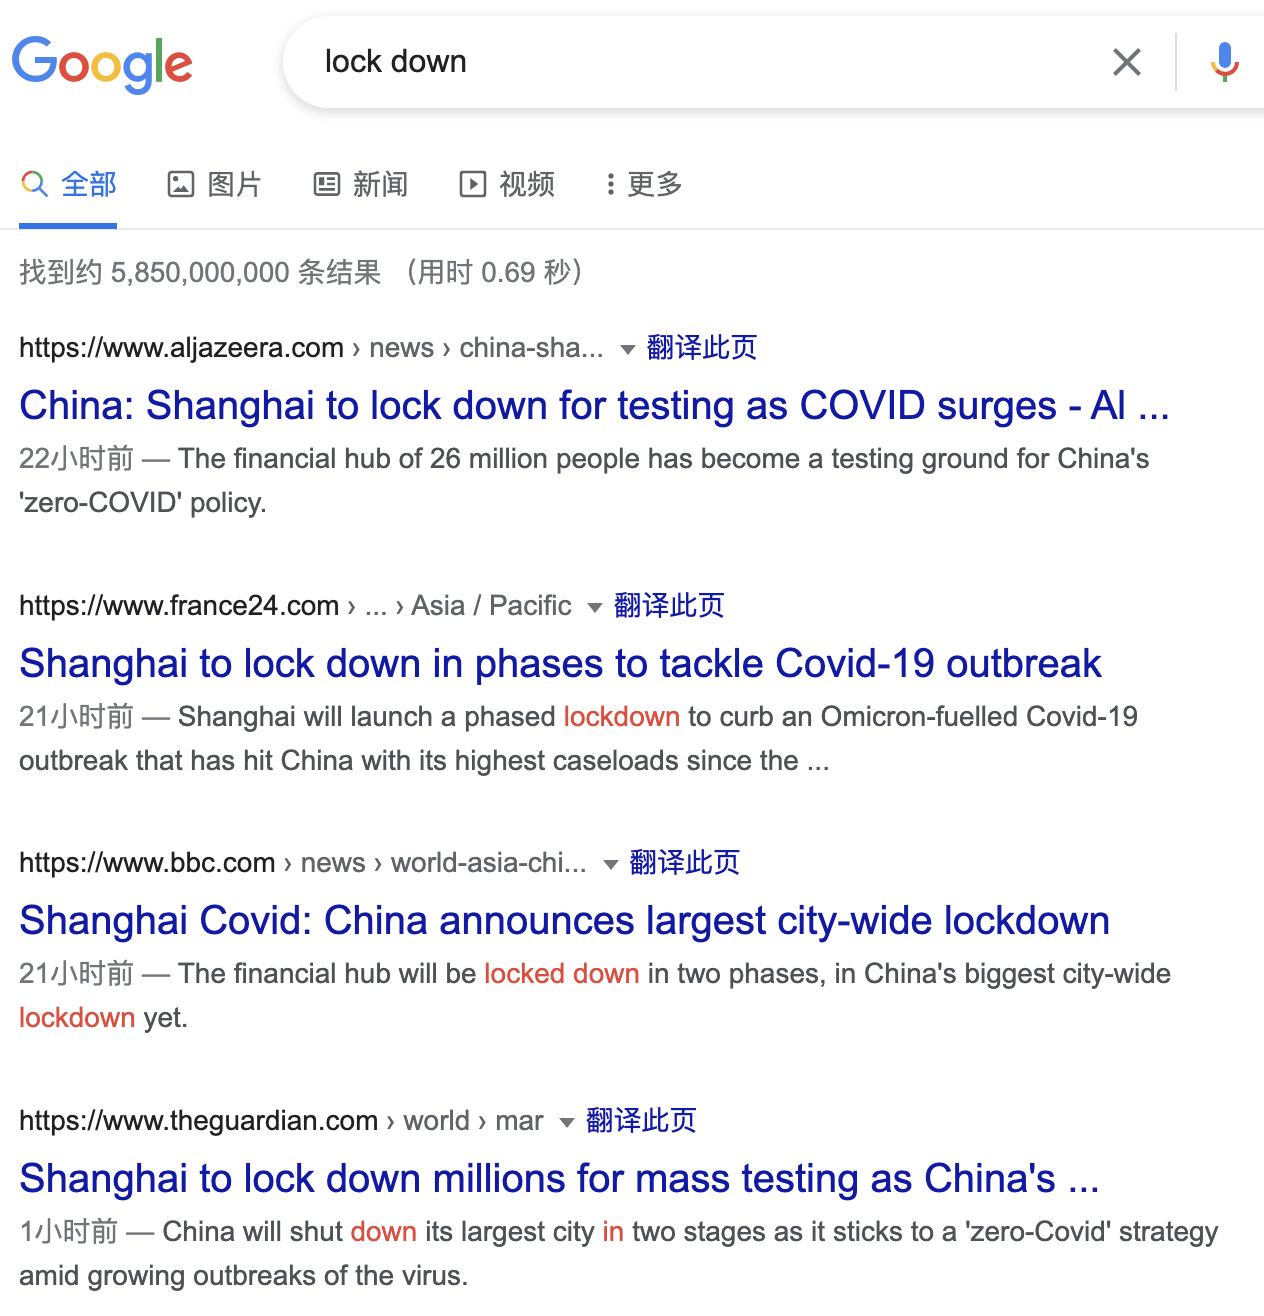 Google
lock down
全部 图片 新闻 视频 更多
找到约 5,850,000,000 条结果 （用时 0.69 秒）
https://www.aljazeera.com › news › china-sha... 翻译此页
China: Shanghai to lock down for testing as COVID surges - Al ...
22小时前 — The financial hub of 26 million people has become a testing ground for China's
'zero-COVID' policy.
https://www.france24.com › ... › Asia / Pacific 翻译此页
Shanghai to lock down in phases to tackle Covid-19 outbreak
21小时前 — Shanghai will launch a phased lockdown to curb an Omicron-fuelled Covid-19
outbreak that has hit China with its highest caseloads since the ...
https://www.bbc.com › news › world-asia-chi... 翻译此页
Shanghai Covid: China announces largest city-wide lockdown
21小时前 — The financial hub will be locked down in two phases, in China's biggest city-wide
lockdown yet.
https://www.theguardian.com › world › mar 翻译此页
Shanghai to lock down millions for mass testing as China's ...
1小时前 — China will shut down its largest city in two stages as it sticks to a 'zero-Covid' strategy
amid growing outbreaks of the virus.